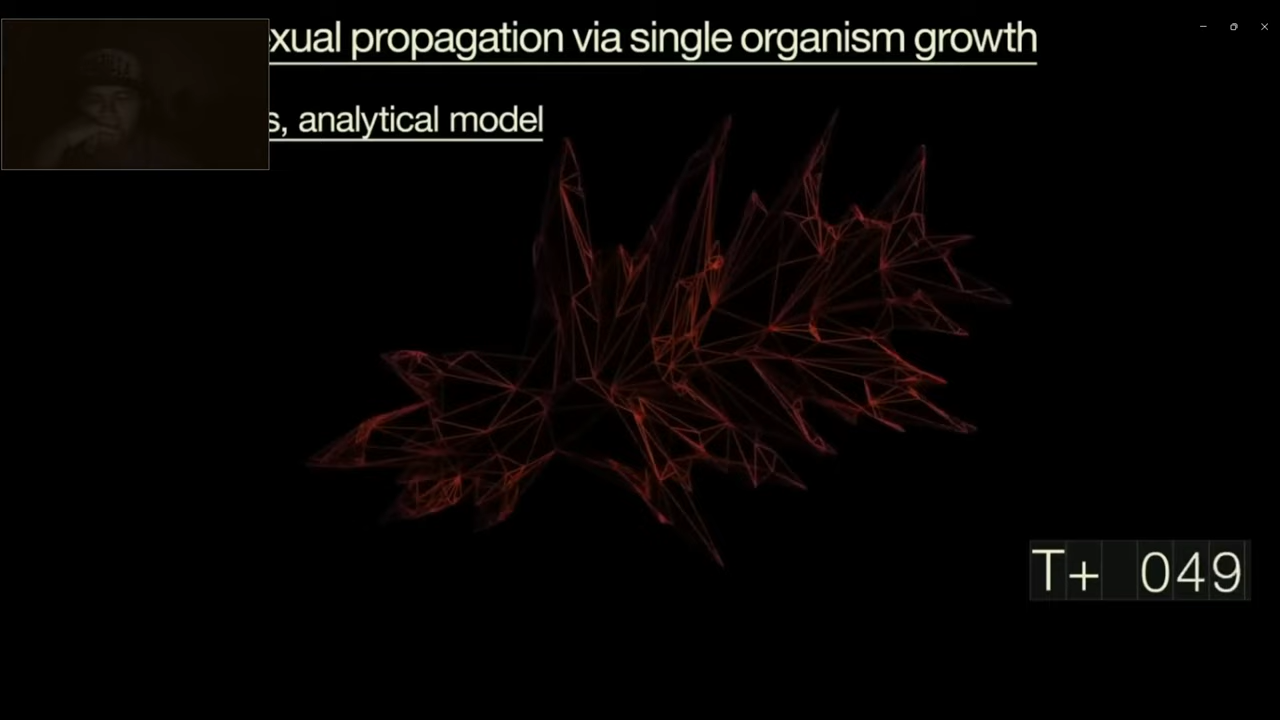 xual propagation via single organism growth
s, analytical model
T+ 049